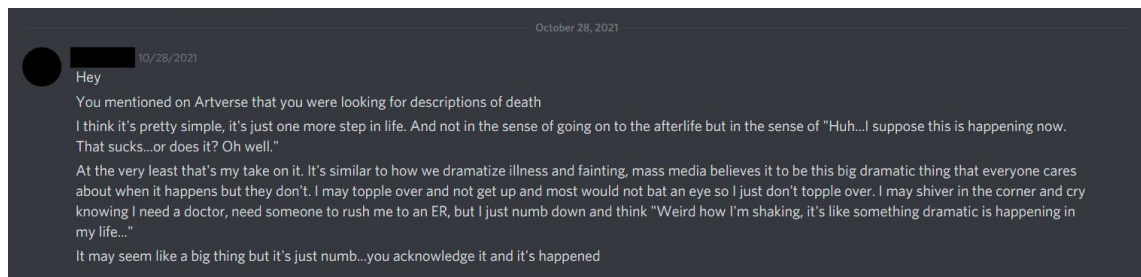 October 28, 2021
10/28/2021
Hey
You mentioned on Artverse that you were looking for descriptions of death
I think it's pretty simple, it's just one more step in life. And not in the sense of going on to the afterlife but in the sense of "Huh...I suppose this is happening now.
That sucks...or does it? Oh well."
At the very least that's my take on it. It's similar to how we dramatize illness and fainting, mass media believes it to be this big dramatic thing that everyone cares
about when it happens but they don't. I may topple over and not get up and most would not bat an eye so I just don't topple over. I may shiver in the corner and cry
knowing I need a doctor, need someone to rush me to an ER, but I just numb down and think "Weird how I'm shaking, it's like something dramatic is happening in
my life..."
It may seem like a big thing but it's just numb...you acknowledge it and it's happened